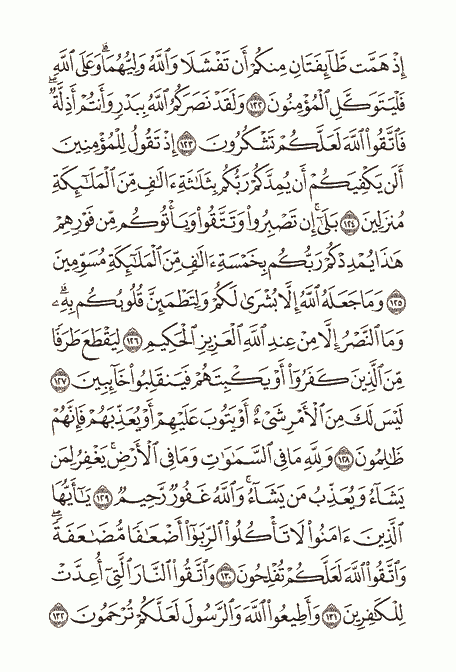 إِذْ هَمَّت طَّآئِفَتَانِ مِنكُمْ أَن تَفْشَلَا وَٱللَّهُ وَلِيُّهُمَا ۗ وَعَلَى ٱللَّهِ
فَلْيَتَوَكَّلِ ٱلْمُؤْمِنُونَ ١٢٢ وَلَقَدْ نَصَرَكُمُ ٱللَّهُ بِبَدْرٍ وَأَنتُمْ أَذِلَّةٌ ۖ
فَٱتَّقُوا۟ ٱللَّهَ لَعَلَّكُمْ تَشْكُرُونَ ١٢٣ إِذْ تَقُولُ لِلْمُؤْمِنِينَ
أَلَن يَكْفِيَكُمْ أَن يُمِدَّكُمْ رَبُّكُم بِثَلَٰثَةِ ءَالَٰفٍ مِّنَ ٱلْمَلَٰٓئِكَةِ
مُنزَلِينَ ١٢٤ بَلَىٰٓ ۚ إِن تَصْبِرُوا۟ وَتَتَّقُوا۟ وَيَأْتُوكُم مِّن فَوْرِهِمْ
هَٰذَا يُمْدِدْكُمْ رَبُّكُم بِخَمْسَةِ ءَالَٰفٍ مِّنَ ٱلْمَلَٰٓئِكَةِ مُسَوِّمِينَ
١٢٥ وَمَا جَعَلَهُ ٱللَّهُ إِلَّا بُشْرَىٰ لَكُمْ وَلِتَطْمَئِنَّ قُلُوبُكُم بِهِۦ ۗ
وَمَا ٱلنَّصْرُ إِلَّا مِنْ عِندِ ٱللَّهِ ٱلْعَزِيزِ ٱلْحَكِيمِ ١٢٦ لِيَقْطَعَ طَرَفًا
مِّنَ ٱلَّذِينَ كَفَرُوٓا۟ أَوْ يَكْبِتَهُمْ فَيَنقَلِبُوا۟ خَآئِبِينَ ١٢٧
لَيْسَ لَكَ مِنَ ٱلْأَمْرِ شَىْءٌ أَوْ يَتُوبَ عَلَيْهِمْ أَوْ يُعَذِّبَهُمْ فَإِنَّهُمْ
ظَٰلِمُونَ ١٢٨ وَلِلَّهِ مَا فِى ٱلسَّمَٰوَٰتِ وَمَا فِى ٱلْأَرْضِ ۚ يَغْفِرُ لِمَن
يَشَآءُ وَيُعَذِّبُ مَن يَشَآءُ ۚ وَٱللَّهُ غَفُورٌ رَّحِيمٌ ١٢٩ يَٰٓأَيُّهَا
ٱلَّذِينَ ءَامَنُوا۟ لَا تَأْكُلُوا۟ ٱلرِّبَوٰٓا۟ أَضْعَٰفًا مُّضَٰعَفَةً ۖ
وَٱتَّقُوا۟ ٱللَّهَ لَعَلَّكُمْ تُفْلِحُونَ ١٣٠ وَٱتَّقُوا۟ ٱلنَّارَ ٱلَّتِىٓ أُعِدَّتْ
لِلْكَٰفِرِينَ ١٣١ وَأَطِيعُوا۟ ٱللَّهَ وَٱلرَّسُولَ لَعَلَّكُمْ تُرْحَمُونَ ١٣٢